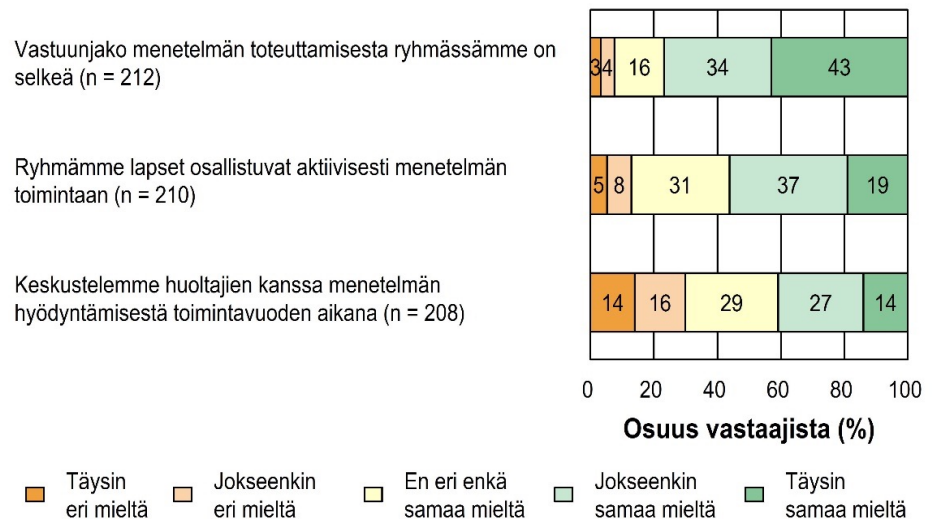 Vastuunjako menetelmän toteuttamisesta ryhmässämme on
selkeä (n = 212)
3 4 16 34 43
Ryhmämme lapset osallistuvat aktiivisesti menetelmän
toimintaan (n = 210)
5 8 31 37 19
Keskustelemme huoltajien kanssa menetelmän
hyödyntämisestä toimintavuoden aikana (n = 208)
14 16 29 27 14
0 20 40 60 80 100
Osuus vastaajista (%)
Täysin
eri mieltä
Jokseenkin
eri mieltä
En eri enkä
samaa mieltä
Jokseenkin
samaa mieltä
Täysin
samaa mieltä